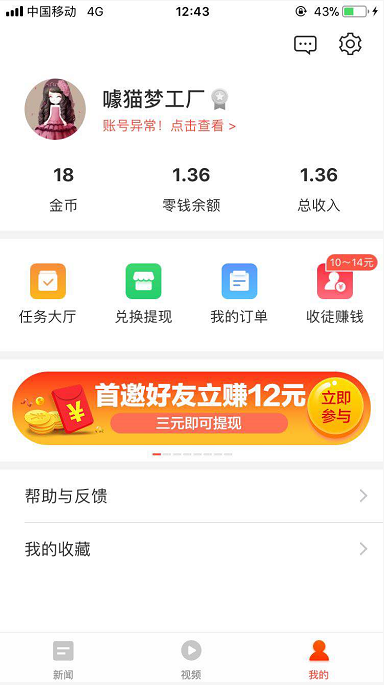 中国移动 4G 12:43 43%
噱猫梦工厂
账号异常！点击查看 >
18 1.36 1.36
金币 零钱余额 总收入
10～14元
任务大厅 兑换提现 我的订单 收徒赚钱
首邀好友立赚12元
三元即可提现
立即
参与
帮助与反馈
我的收藏
新闻 视频 我的